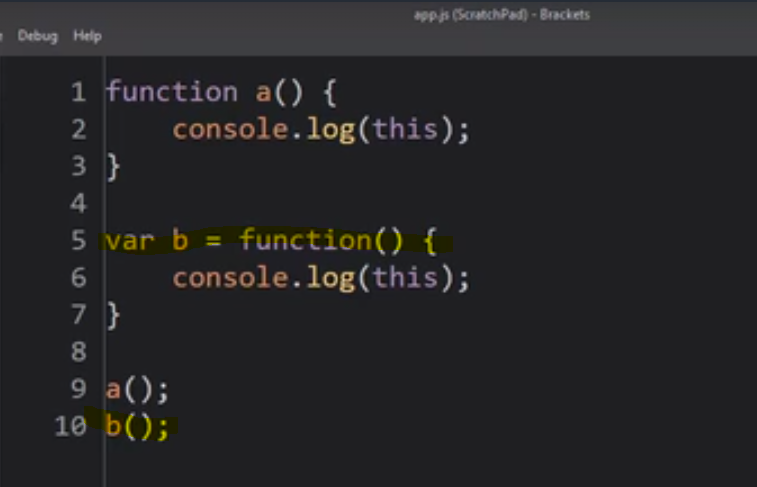 app.js (ScratchPad) - Brackets
Debug Help
1 function a() {
2     console.log(this);
3 }
4
5 var b = function() {
6     console.log(this);
7 }
8
9 a();
10 b();